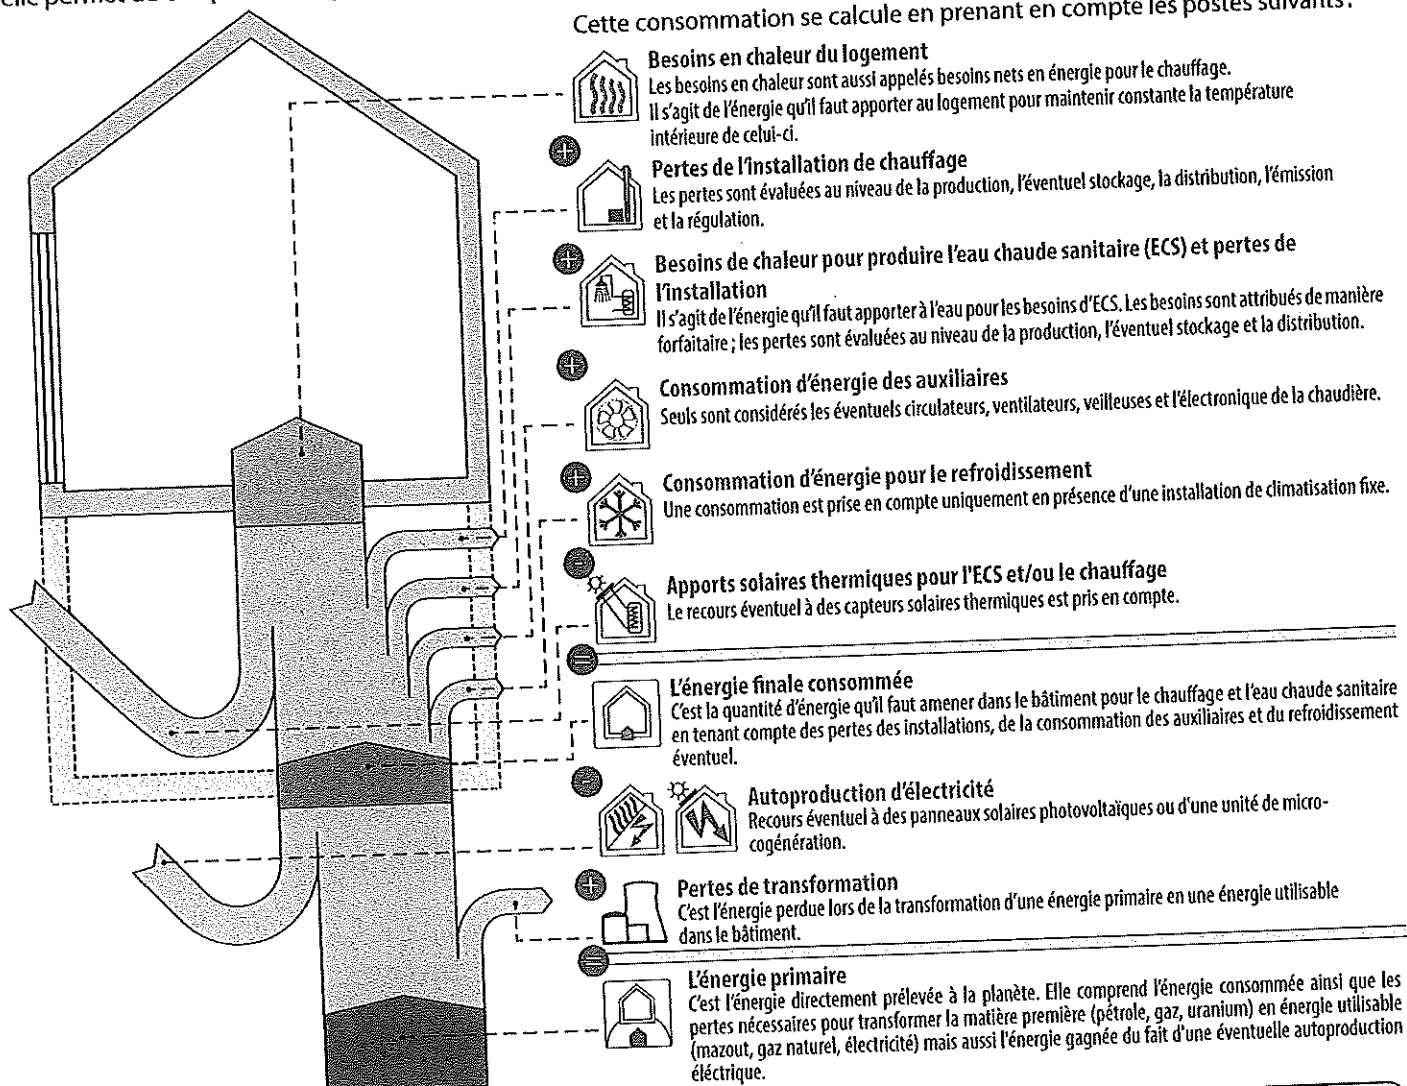 Cette consommation se calcule en prenant en compte les postes suivants:
Besoins en chaleur du logement
Les besoins en chaleur sont aussi appelés besoins nets en énergie pour le chauffage.
Il s'agit de l'énergie qu'il faut apporter au logement pour maintenir constante la température
intérieure de celui-ci.
+
Pertes de l'installation de chauffage
Les pertes sont évaluées au niveau de la production, l'éventuel stockage, la distribution, l'émission
et la régulation.
+
Besoins de chaleur pour produire l'eau chaude sanitaire (ECS) et pertes de
l'installation
Il s'agit de l'énergie qu'il faut apporter à l'eau pour les besoins d'ECS. Les besoins sont attribués de manière
forfaitaire ; les pertes sont évaluées au niveau de la production, l'éventuel stockage et la distribution.
+
Consommation d'énergie des auxiliaires
Seuls sont considérés les éventuels circulateurs, ventilateurs, veilleuses et l'électronique de la chaudière.
+
Consommation d'énergie pour le refroidissement
Une consommation est prise en compte uniquement en présence d'une installation de climatisation fixe.
-
Apports solaires thermiques pour l'ECS et/ou le chauffage
Le recours éventuel à des capteurs solaires thermiques est pris en compte.
=
L'énergie finale consommée
C'est la quantité d'énergie qu'il faut amener dans le bâtiment pour le chauffage et l'eau chaude sanitaire
en tenant compte des pertes des installations, de la consommation des auxiliaires et du refroidissement
éventuel.
-
Autoproduction d'électricité
Recours éventuel à des panneaux solaires photovoltaïques ou d'une unité de micro-
cogénération.
+
Pertes de transformation
C'est l'énergie perdue lors de la transformation d'une énergie primaire en une énergie utilisable
dans le bâtiment.
=
L'énergie primaire
C'est l'énergie directement prélevée à la planète. Elle comprend l'énergie consommée ainsi que les
pertes nécessaires pour transformer la matière première (pétrole, gaz, uranium) en énergie utilisable
(mazout, gaz naturel, électricité) mais aussi l'énergie gagnée du fait d'une éventuelle autoproduction
éléctrique.